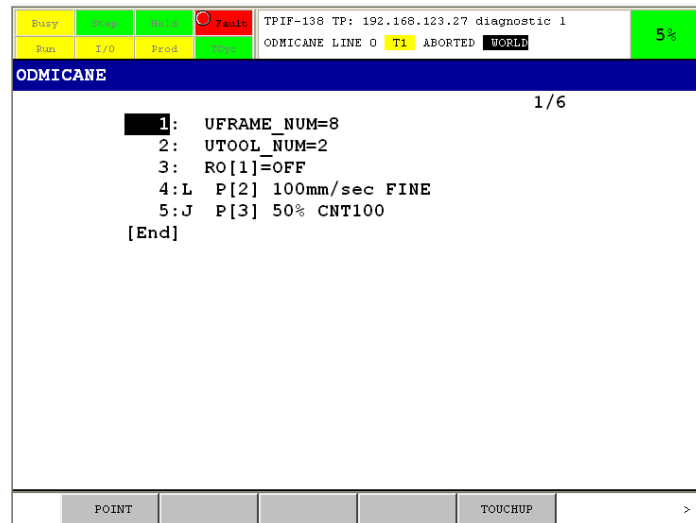 Busy Step Hold Fault TPIF-138 TP: 192.168.123.27 diagnostic 1
Run I/O Prod TCyc ODMICANE LINE 0 T1 ABORTED WORLD
5%
ODMICANE
1/6
1: UFRAME_NUM=8
2: UTOOL_NUM=2
3: RO[1]=OFF
4:L P[2] 100mm/sec FINE
5:J P[3] 50% CNT100
[End]
POINT TOUCHUP >